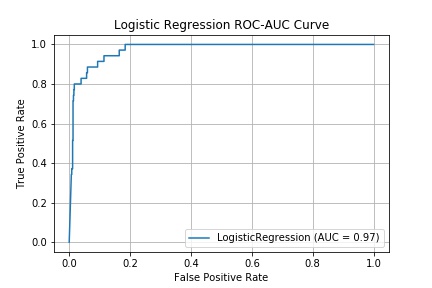 Logistic Regression ROC-AUC Curve
1.0
0.8
0.6
0.4
0.2
0.0
True Positive Rate
LogisticRegression (AUC = 0.97)
0.0 0.2 0.4 0.6 0.8 1.0
False Positive Rate